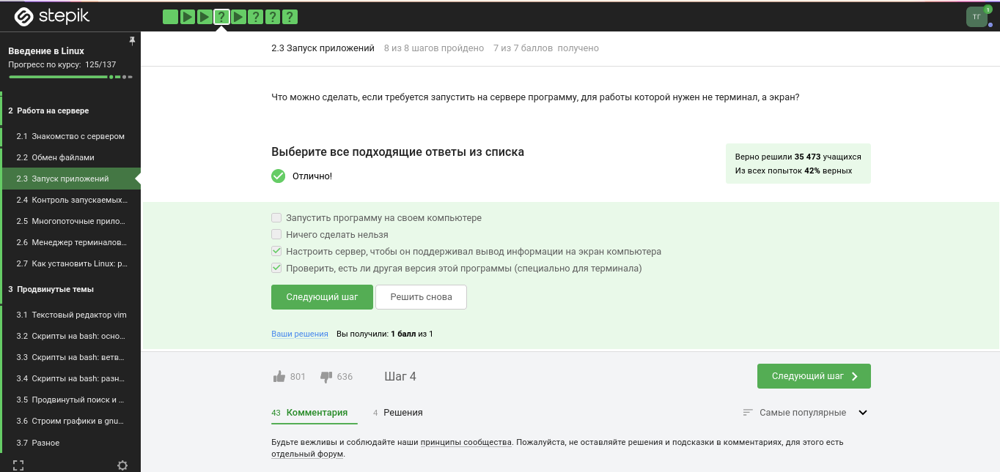 stepik
? ? ? ?
ТГ
1
Введение в Linux
Прогресс по курсу: 125/137
2 Работа на сервере
2.1 Знакомство с сервером
2.2 Обмен файлами
2.3 Запуск приложений
2.4 Контроль запускаемых...
2.5 Многопоточные прило...
2.6 Менеджер терминалов...
2.7 Как установить Linux: р...
3 Продвинутые темы
3.1 Текстовый редактор vim
3.2 Скрипты на bash: осно...
3.3 Скрипты на bash: ветв...
3.4 Скрипты на bash: разн...
3.5 Продвинутый поиск и ...
3.6 Строим графики в gnu...
3.7 Разное
2.3 Запуск приложений 8 из 8 шагов пройдено 7 из 7 баллов получено
Что можно сделать, если требуется запустить на сервере программу, для работы которой нужен не терминал, а экран?
Выберите все подходящие ответы из списка
Отлично!
Верно решили 35 473 учащихся
Из всех попыток 42% верных
Запустить программу на своем компьютере
Ничего сделать нельзя
Настроить сервер, чтобы он поддерживал вывод информации на экран компьютера
Проверить, есть ли другая версия этой программы (специально для терминала)
Следующий шаг Решить снова
Ваши решения Вы получили: 1 балл из 1
801 636 Шаг 4 Следующий шаг
43 Комментария 4 Решения Самые популярные
Будьте вежливы и соблюдайте наши принципы сообщества. Пожалуйста, не оставляйте решения и подсказки в комментариях, для этого есть
отдельный форум.